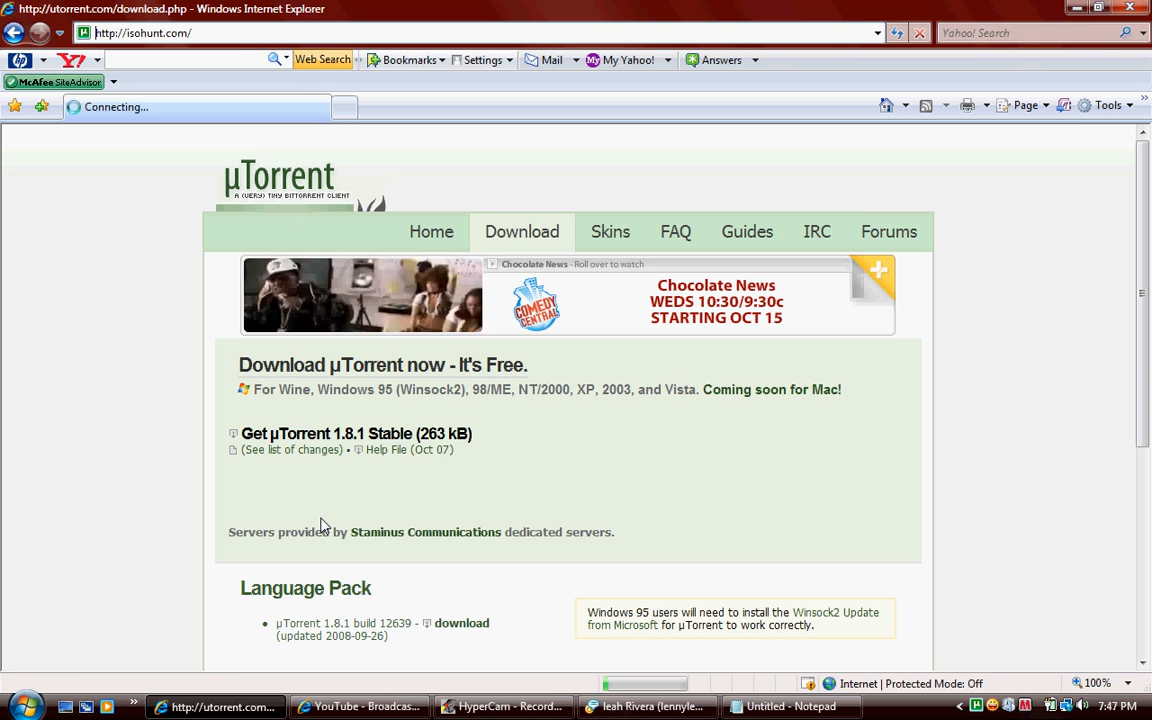 http://utorrent.com/download.php - Windows Internet Explorer
http://isohunt.com/
Yahoo! Search
hp Y! Web Search Bookmarks Settings Mail My Yahoo! Answers
McAfee SiteAdvisor
Connecting... Page Tools
µTorrent
A (VERY) TINY BITTORRENT CLIENT
Home Download Skins FAQ Guides IRC Forums
Chocolate News - Roll over to watch
COMEDY CENTRAL
Chocolate News
WEDS 10:30/9:30c
STARTING OCT 15
Download µTorrent now - It's Free.
For Wine, Windows 95 (Winsock2), 98/ME, NT/2000, XP, 2003, and Vista. Coming soon for Mac!
Get µTorrent 1.8.1 Stable (263 kB)
(See list of changes) • Help File (Oct 07)
Servers provided by Staminus Communications dedicated servers.
Language Pack
µTorrent 1.8.1 build 12639 - download
(updated 2008-09-26)
Windows 95 users will need to install the Winsock2 Update
from Microsoft for µTorrent to work correctly.
Internet | Protected Mode: Off 100%
http://utorrent.com... YouTube - Broadcas... HyperCam - Record... leah Rivera (lennyle... Untitled - Notepad 7:47 PM